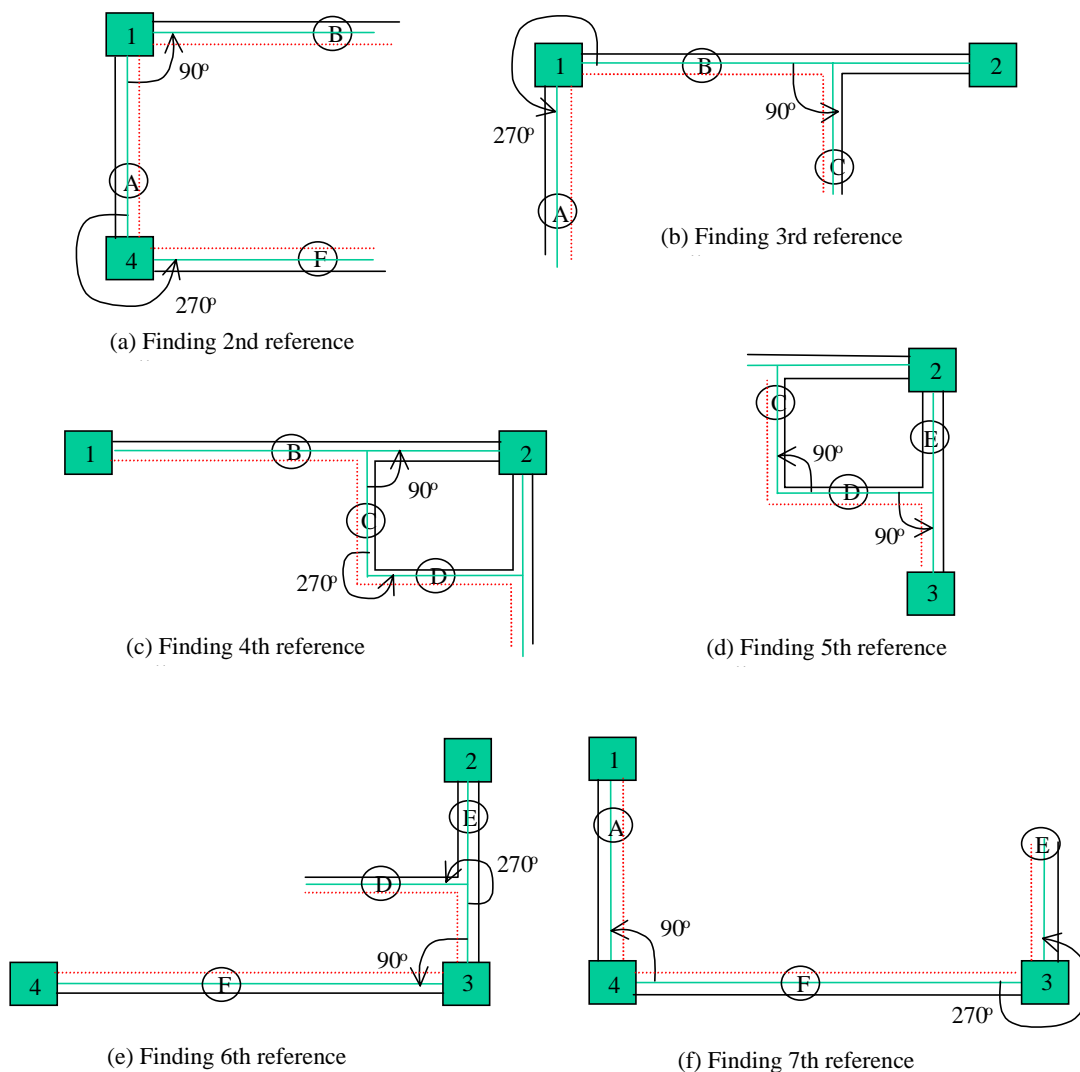 1
B
90º
A
4
F
270º
(a) Finding 2nd reference
1
B
2
90º
270º
C
A
(b) Finding 3rd reference
1
B
2
90º
C
270º
D
(c) Finding 4th reference
2
C
E
90º
D
90º
3
(d) Finding 5th reference
2
E
270º
D
90º
4
F
3
(e) Finding 6th reference
1
A
E
90º
4
F
3
270º
(f) Finding 7th reference